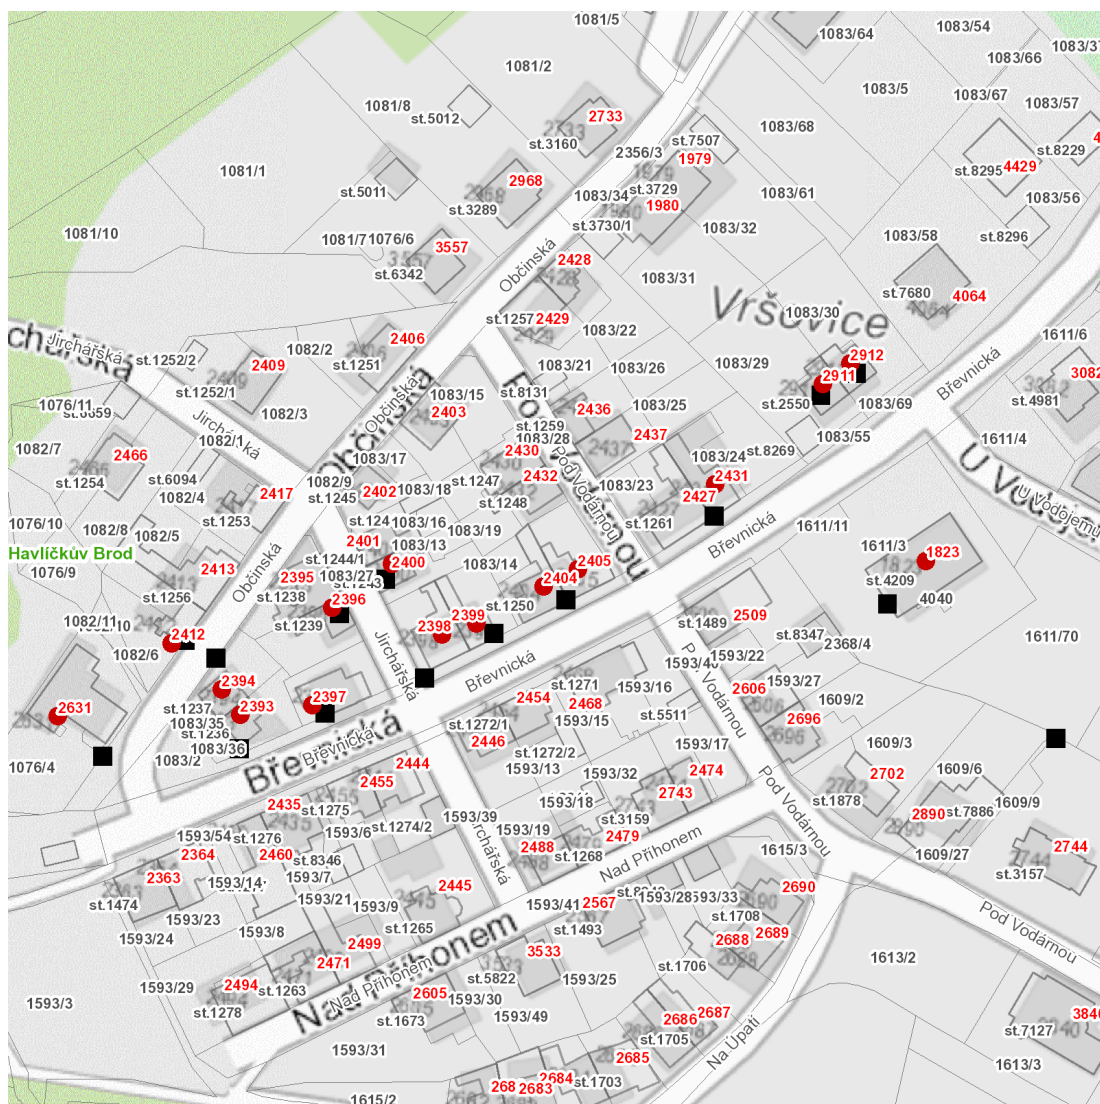 1081/5
1083/64
1083/54
1083/37
1083/66
1081/2
1083/5
1083/67
1083/57
1081/8
st.5012
2733
1083/68
st.3160
st.7507
2356/3
1979
st.8229
4429
st.8295
1081/1
2968
st.5011
st.3729
1083/34
1980
1083/61
1083/56
st.3289
st.3730/1
1083/32
1081/10
1081/7
1076/6
3557
Občinská
st.8296
1083/58
st.6342
2428
1083/31
st.7680
4064
Vršovice
1083/30
st.1257
2429
1083/22
Jirchářská
2406
1611/6
st.1252/2
1082/2
2409
st.1251
1083/21
1083/26
1083/29
2912
Břevnická
3082
2911
st.1252/1
Občinská
1083/15
st.8131
st.4981
1076/11
2403
2436
1083/25
st.2550
1083/69
1082/3
Jirchářská
st.1259
1083/28
2437
1083/55
1611/4
1082/7
1082/1
2466
2430
1083/24
st.8269
U Vodojemu
1083/17
st.1254
st.6094
1082/9
2432
Pod Vodárnou
2431
1082/4
2417
st.1245
2402
1083/18
st.1247
1083/23
2427
st.1248
1076/10
1082/8
st.1253
1083/16
1083/19
st.1261
Břevnická
1611/11
1082/5
2401
1083/13
1611/3
Havlíčkův Brod
st.1244/1
2400
1083/14
2405
1823
1076/9
2413
Občinská
2395
1083/27
2404
st.4209
st.1256
st.1238
2396
st.1250
4040
1082/11
st.1239
2399
2509
2398
st.1489
2412
1082/6
Jirchářská
st.8347
2368/4
1611/70
Břevnická
1593/40
1593/22
2394
st.1271
1593/16
2606
1593/27
2631
st.1237
2397
2454
2468
1609/2
2393
1083/35
1593/15
st.5511
2696
st.1236
st.1272/1
1083/36
2446
st.1272/2
1593/17
1609/3
1076/4
1083/2
Břevnická
2444
1593/13
2474
Pod Vodárnou
2702
1609/6
2455
1593/32
2743
st.1878
2435
st.1275
1593/18
2890
st.7886
1609/9
1593/39
st.3159
1593/54
st.1276
1593/6
st.1274/2
1593/19
2479
Nad Příhonem
2744
2364
2460
2488
st.1268
1615/3
1609/27
st.8346
st.3157
2363
1593/14
1593/7
2445
2690
st.1474
1593/21
1593/9
1593/41
2567
1593/28
1593/33
1593/23
st.1708
Pod Vodárnou
1593/24
1593/8
st.1265
st.1493
2689
2499
2688
2471
3533
1613/2
1593/29
2494
Nad Příhonem
st.5822
1593/25
st.1706
1593/3
st.1263
2605
1593/30
st.1278
st.1673
1593/49
2686
2687
3840
st.7127
st.1705
Na Úpatí
1593/31
2685
1613/3
2684
st.1703
2683
1615/2